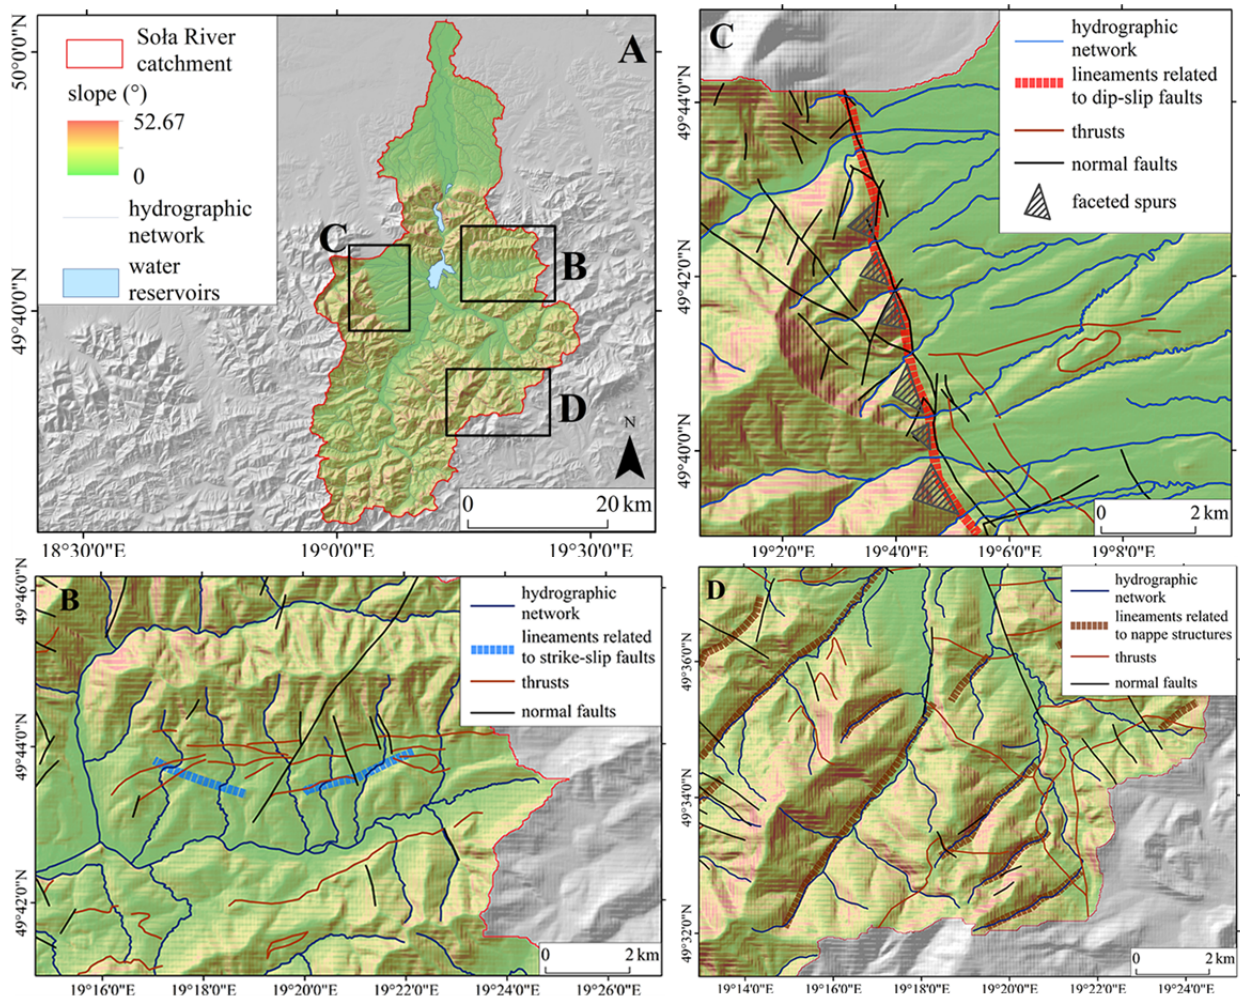 A
Soła River
catchment
slope (°)
52.67
0
hydrographic
network
water
reservoirs
C
B
D
N
0 20 km
50°00'N
49°40'0"N
18°30'0"E 19°00'E 19°30'0"E
C
hydrographic
network
lineaments related
to dip-slip faults
thrusts
normal faults
faceted spurs
49°44'0"N
49°42'0"N
49°40'0"N
0 2 km
19°2'0"E 19°4'0"E 19°6'0"E 19°8'0"E
B
hydrographic
network
lineaments related
to strike-slip faults
thrusts
normal faults
49°46'0"N
49°44'0"N
49°42'0"N
0 2 km
19°16'0"E 19°18'0"E 19°20'0"E 19°22'0"E 19°24'0"E 19°26'0"E
D
hydrographic
network
lineaments related
to nappe structures
thrusts
normal faults
49°36'0"N
49°34'0"N
49°32'0"N
0 2 km
19°14'0"E 19°16'0"E 19°18'0"E 19°20'0"E 19°22'0"E 19°24'0"E